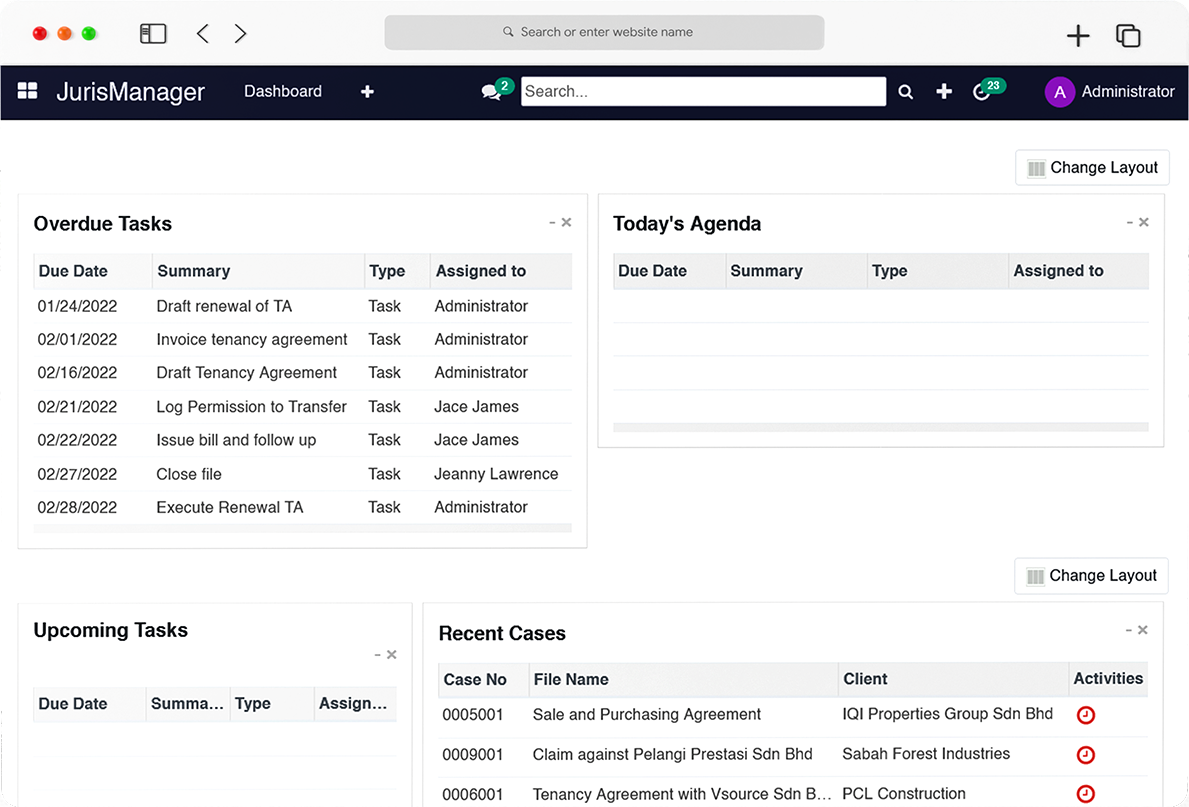 Search or enter website name
JurisManager Dashboard 2 Search... 23 A Administrator
Change Layout
Overdue Tasks
Due Date Summary Type Assigned to
01/24/2022 Draft renewal of TA Task Administrator
02/01/2022 Invoice tenancy agreement Task Administrator
02/16/2022 Draft Tenancy Agreement Task Administrator
02/21/2022 Log Permission to Transfer Task Jace James
02/22/2022 Issue bill and follow up Task Jace James
02/27/2022 Close file Task Jeanny Lawrence
02/28/2022 Execute Renewal TA Task Administrator
Today's Agenda
Due Date Summary Type Assigned to
Change Layout
Upcoming Tasks
Due Date Summa... Type Assign...
Recent Cases
Case No File Name Client Activities
0005001 Sale and Purchasing Agreement IQI Properties Group Sdn Bhd
0009001 Claim against Pelangi Prestasi Sdn Bhd Sabah Forest Industries
0006001 Tenancy Agreement with Vsource Sdn B... PCL Construction